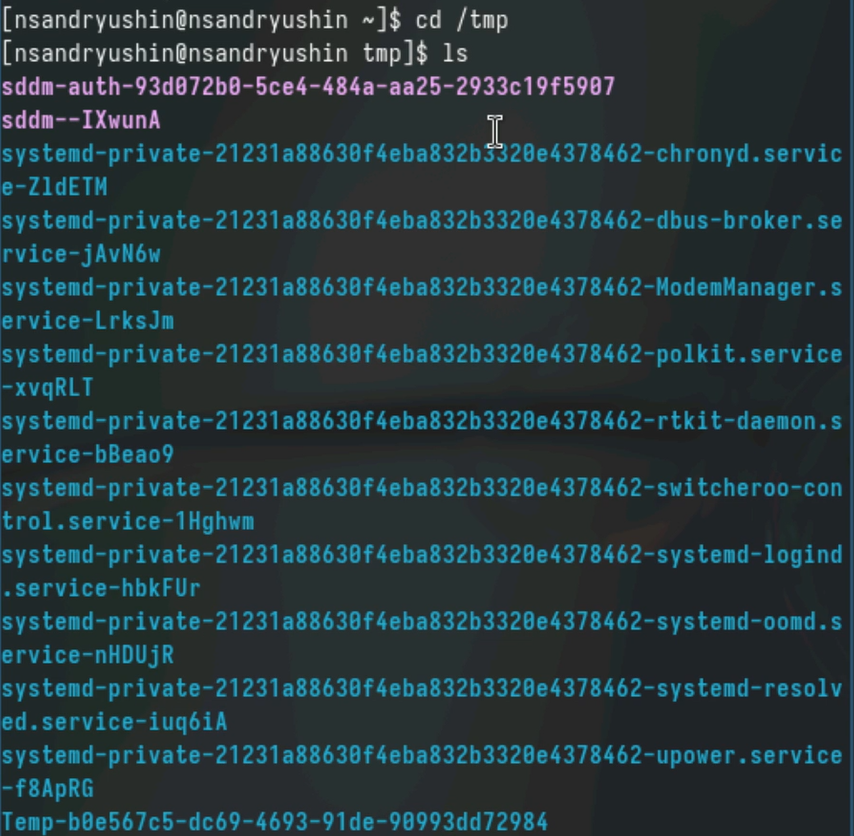 [nsandryushin@nsandryushin ~]$ cd /tmp
[nsandryushin@nsandryushin tmp]$ ls
sddm-auth-93d072b0-5ce4-484a-aa25-2933c19f5907
sddm--IXwunA
systemd-private-21231a88630f4eba832b3320e4378462-chronyd.servic
e-ZldETM
systemd-private-21231a88630f4eba832b3320e4378462-dbus-broker.se
rvice-jAvN6w
systemd-private-21231a88630f4eba832b3320e4378462-ModemManager.s
ervice-LrksJm
systemd-private-21231a88630f4eba832b3320e4378462-polkit.service
-xvqRLT
systemd-private-21231a88630f4eba832b3320e4378462-rtkit-daemon.s
ervice-bBeao9
systemd-private-21231a88630f4eba832b3320e4378462-switcheroo-con
trol.service-1Hghwm
systemd-private-21231a88630f4eba832b3320e4378462-systemd-logind
.service-hbkFUr
systemd-private-21231a88630f4eba832b3320e4378462-systemd-oomd.s
ervice-nHDUjR
systemd-private-21231a88630f4eba832b3320e4378462-systemd-resolv
ed.service-iuq6iA
systemd-private-21231a88630f4eba832b3320e4378462-upower.service
-f8ApRG
Temp-b0e567c5-dc69-4693-91de-90993dd72984